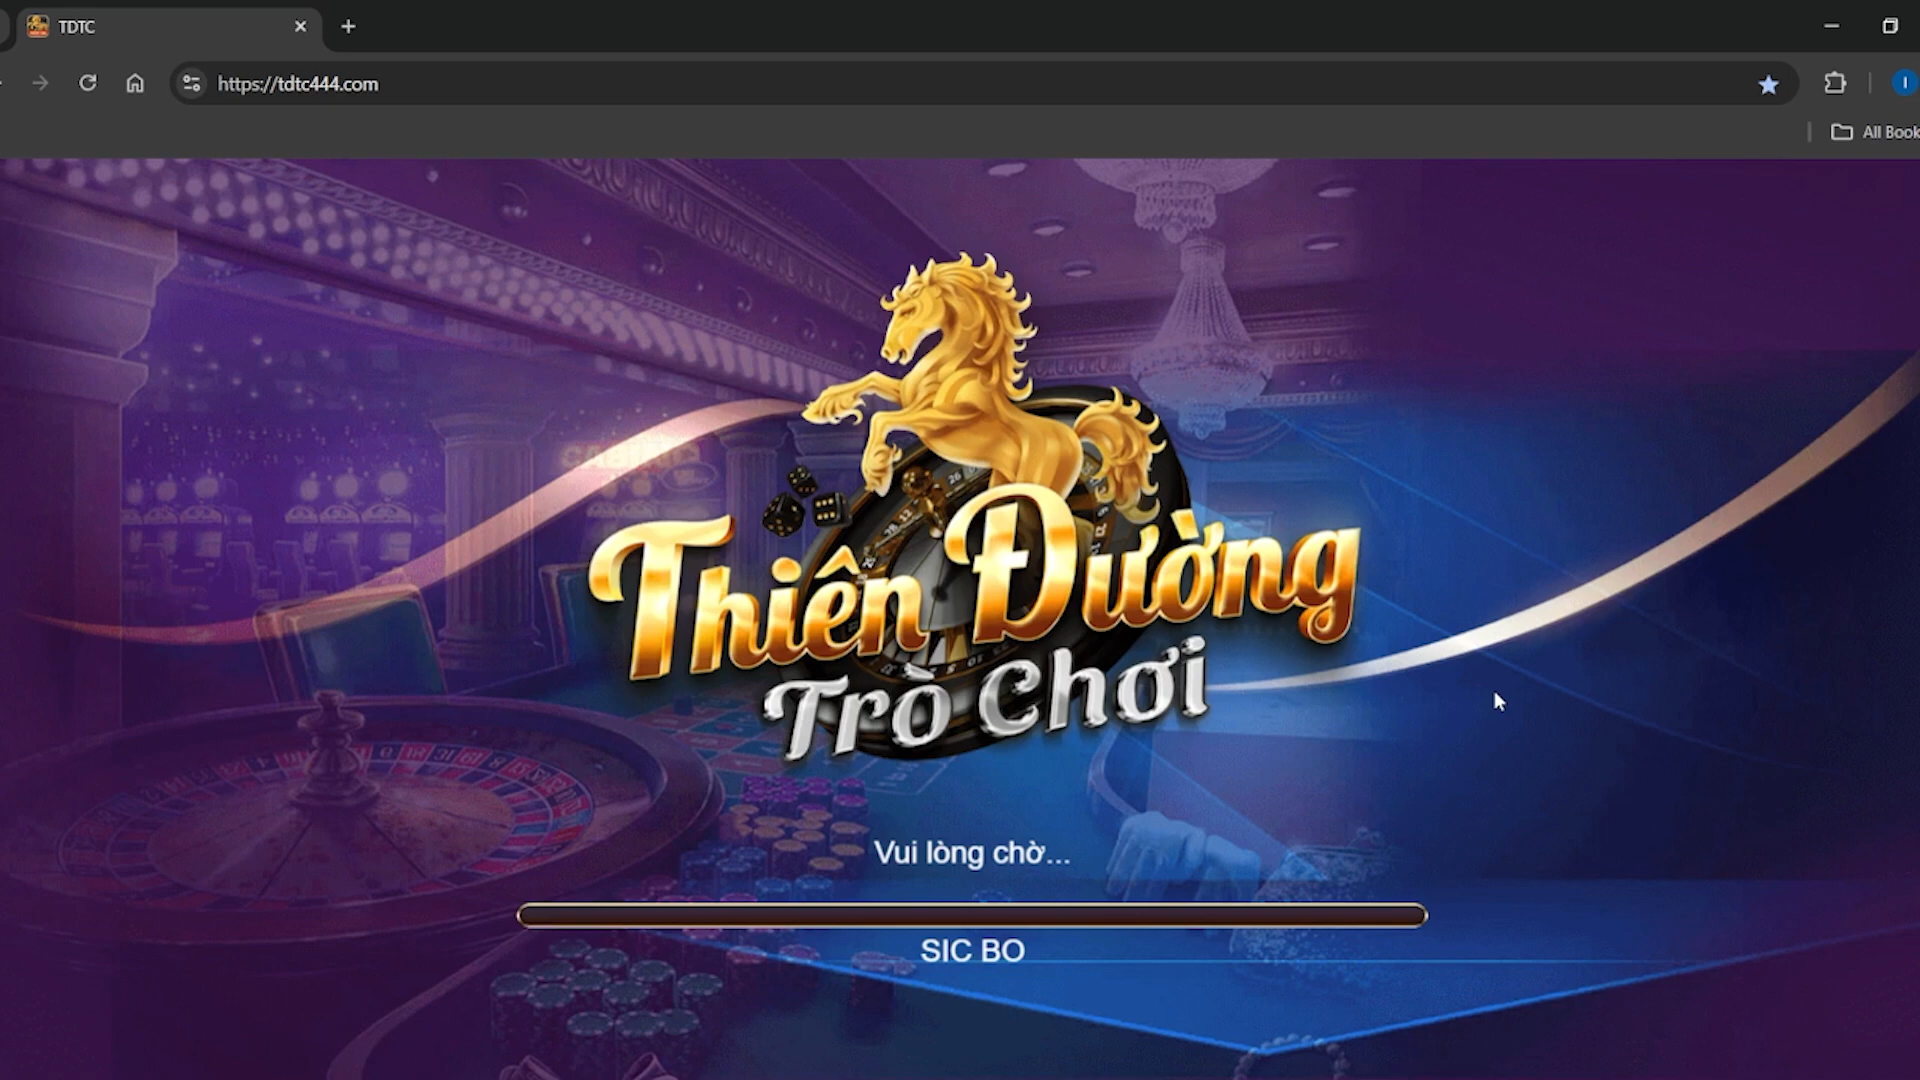 TDTC
https://tdtc444.com
All Book
Thiên Đường
Trò Chơi
Vui lòng chờ...
SIC BO